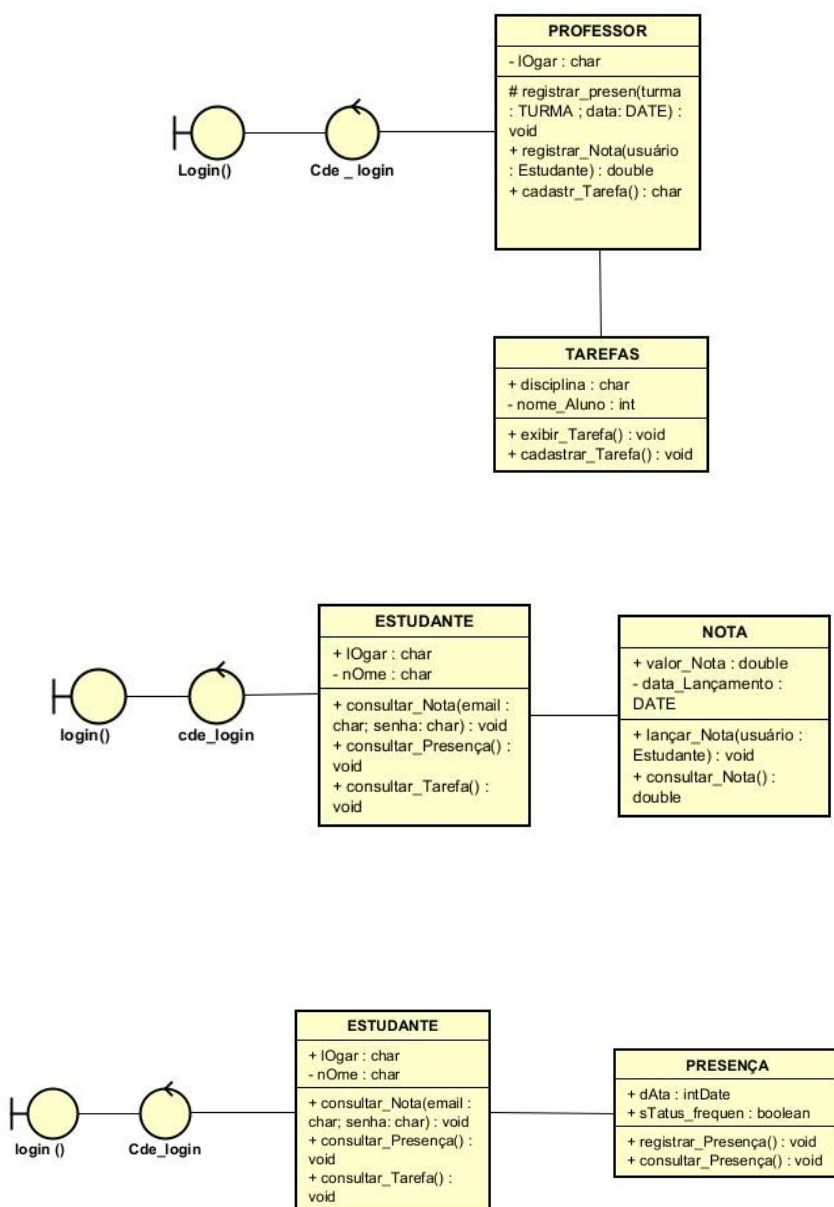 PROFESSOR
- lOgar : char
# registrar_presen(turma
: TURMA ; data: DATE) :
void
+ registrar_Nota(usuário
: Estudante) : double
+ cadastr_Tarefa() : char
Login()
Cde _ login
TAREFAS
+ disciplina : char
- nome_Aluno : int
+ exibir_Tarefa() : void
+ cadastrar_Tarefa() : void
ESTUDANTE
+ lOgar : char
- nOme : char
+ consultar_Nota(email :
char; senha: char) : void
+ consultar_Presença() :
void
+ consultar_Tarefa() :
void
login()
cde_login
NOTA
+ valor_Nota : double
- data_Lançamento :
DATE
+ lançar_Nota(usuário :
Estudante) : void
+ consultar_Nota() :
double
ESTUDANTE
+ lOgar : char
- nOme : char
+ consultar_Nota(email :
char; senha: char) : void
+ consultar_Presença() :
void
+ consultar_Tarefa() :
void
login ()
Cde_login
PRESENÇA
+ dAta : intDate
+ sTatus_frequen : boolean
+ registrar_Presença() : void
+ consultar_Presença() : void